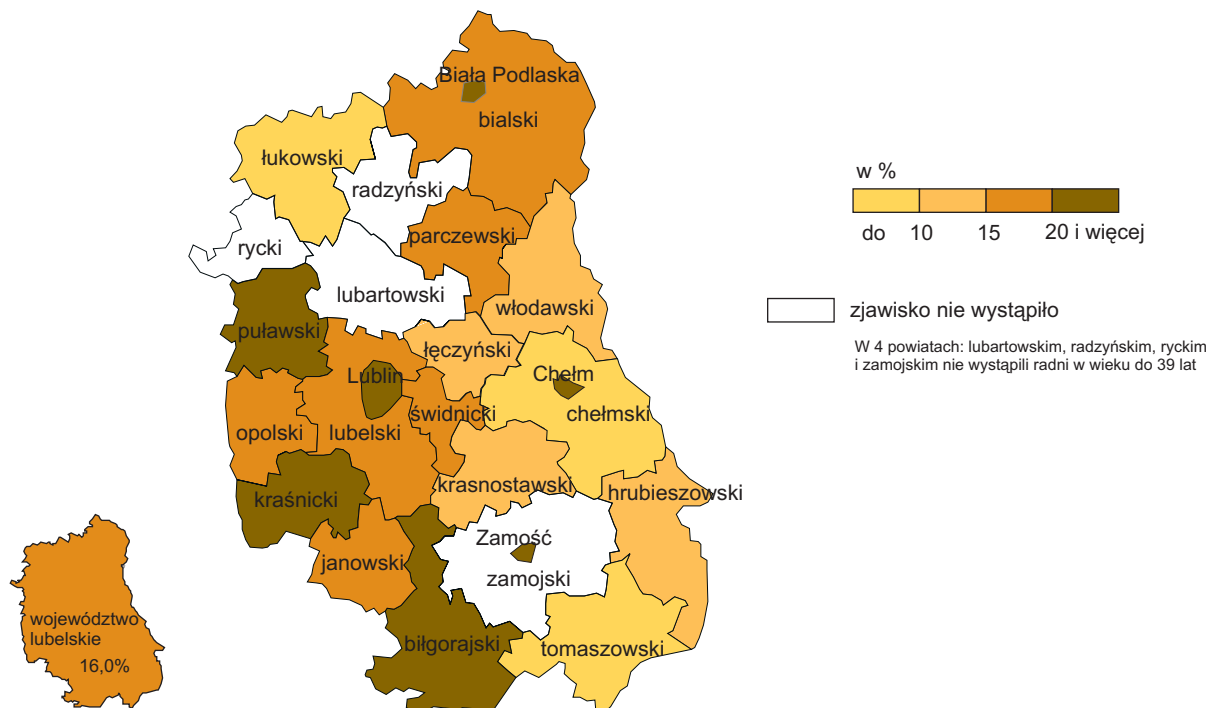 Biała Podlaska
bialski
łukowski
radzyński
parczewski
rycki
lubartowski
włodawski
puławski
łęczyński
Lublin
Chełm
chełmski
świdnicki
opolski
lubelski
krasnostawski
hrubieszowski
kraśnicki
Zamość
zamojski
janowski
biłgorajski
tomaszowski
województwo
lubelskie
16,0%
w %
do 10 15 20 i więcej
zjawisko nie wystąpiło
W 4 powiatach: lubartowskim, radzyńskim, ryckim
i zamojskim nie wystąpili radni w wieku do 39 lat